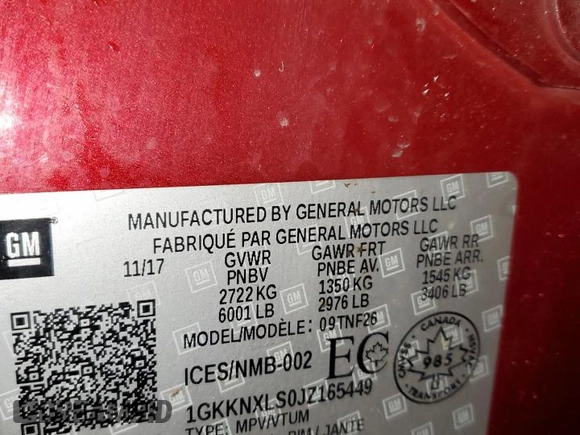 MANUFACTURED BY GENERAL MOTORS LLC
FABRIQUÉ PAR GENERAL MOTORS LLC
GM
11/17 GVWR GAWR FRT GAWR RR
PNBV PNBE AV. PNBE ARR.
2722 KG 1350 KG 1545 KG
6001 LB 2976 LB 3406 LB
MODEL/MODÈLE: 09TNF26
ICES/NMB-002 EC CANADA 985
1GKKNXLS0JZ165449
TYPE: MPV/VTUM
RIM / JANTE